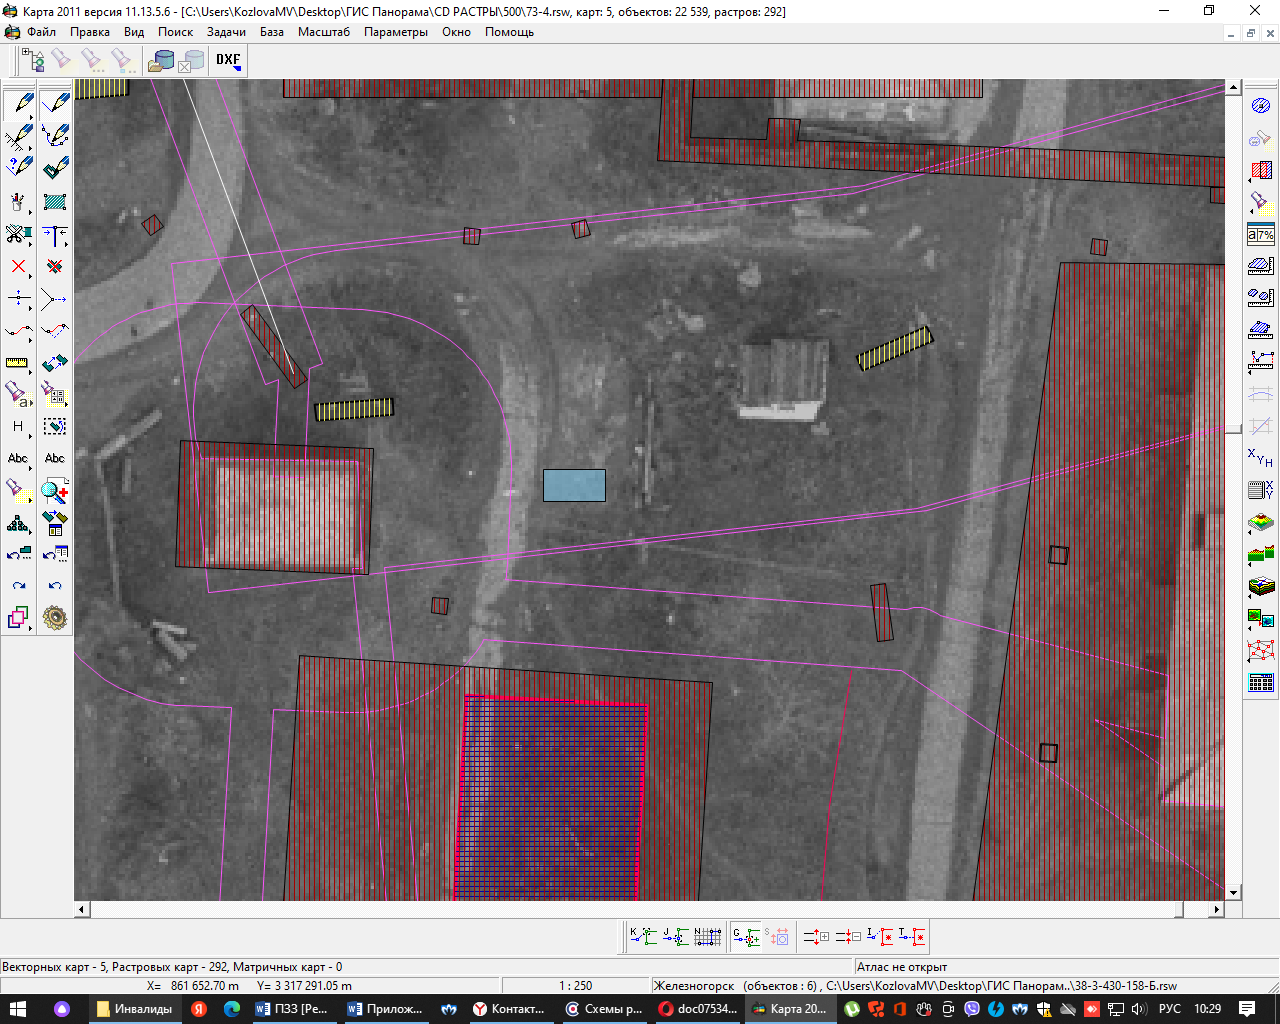 Карта 2011 версия 11.13.5.6 - [C:\Users\KozlovaMV\Desktop\ГИС Панорама\CD РАСТРЫ\500\73-4.rsw, карт: 5, объектов: 22 539, растров: 292]
Файл Правка Вид Поиск Задачи База Масштаб Параметры Окно Помощь
DXF
a 7%
a
H
Abc Abc
X Y H
X Y
K J N G S I T
Векторных карт - 5, Растровых карт - 292, Матричных карт - 0 Атлас не открыт
X= 861 652.70 m Y= 3 317 291.05 m 1 : 250 Железногорск (объектов : 6) , C:\Users\KozlovaMV\Desktop\ГИС Панорам..\38-3-430-158-Б.rsw
Инвалиды ПЗЗ [Ре... Прилож... Контакт... Схемы р... doc07534... Карта 20... РУС 10:29